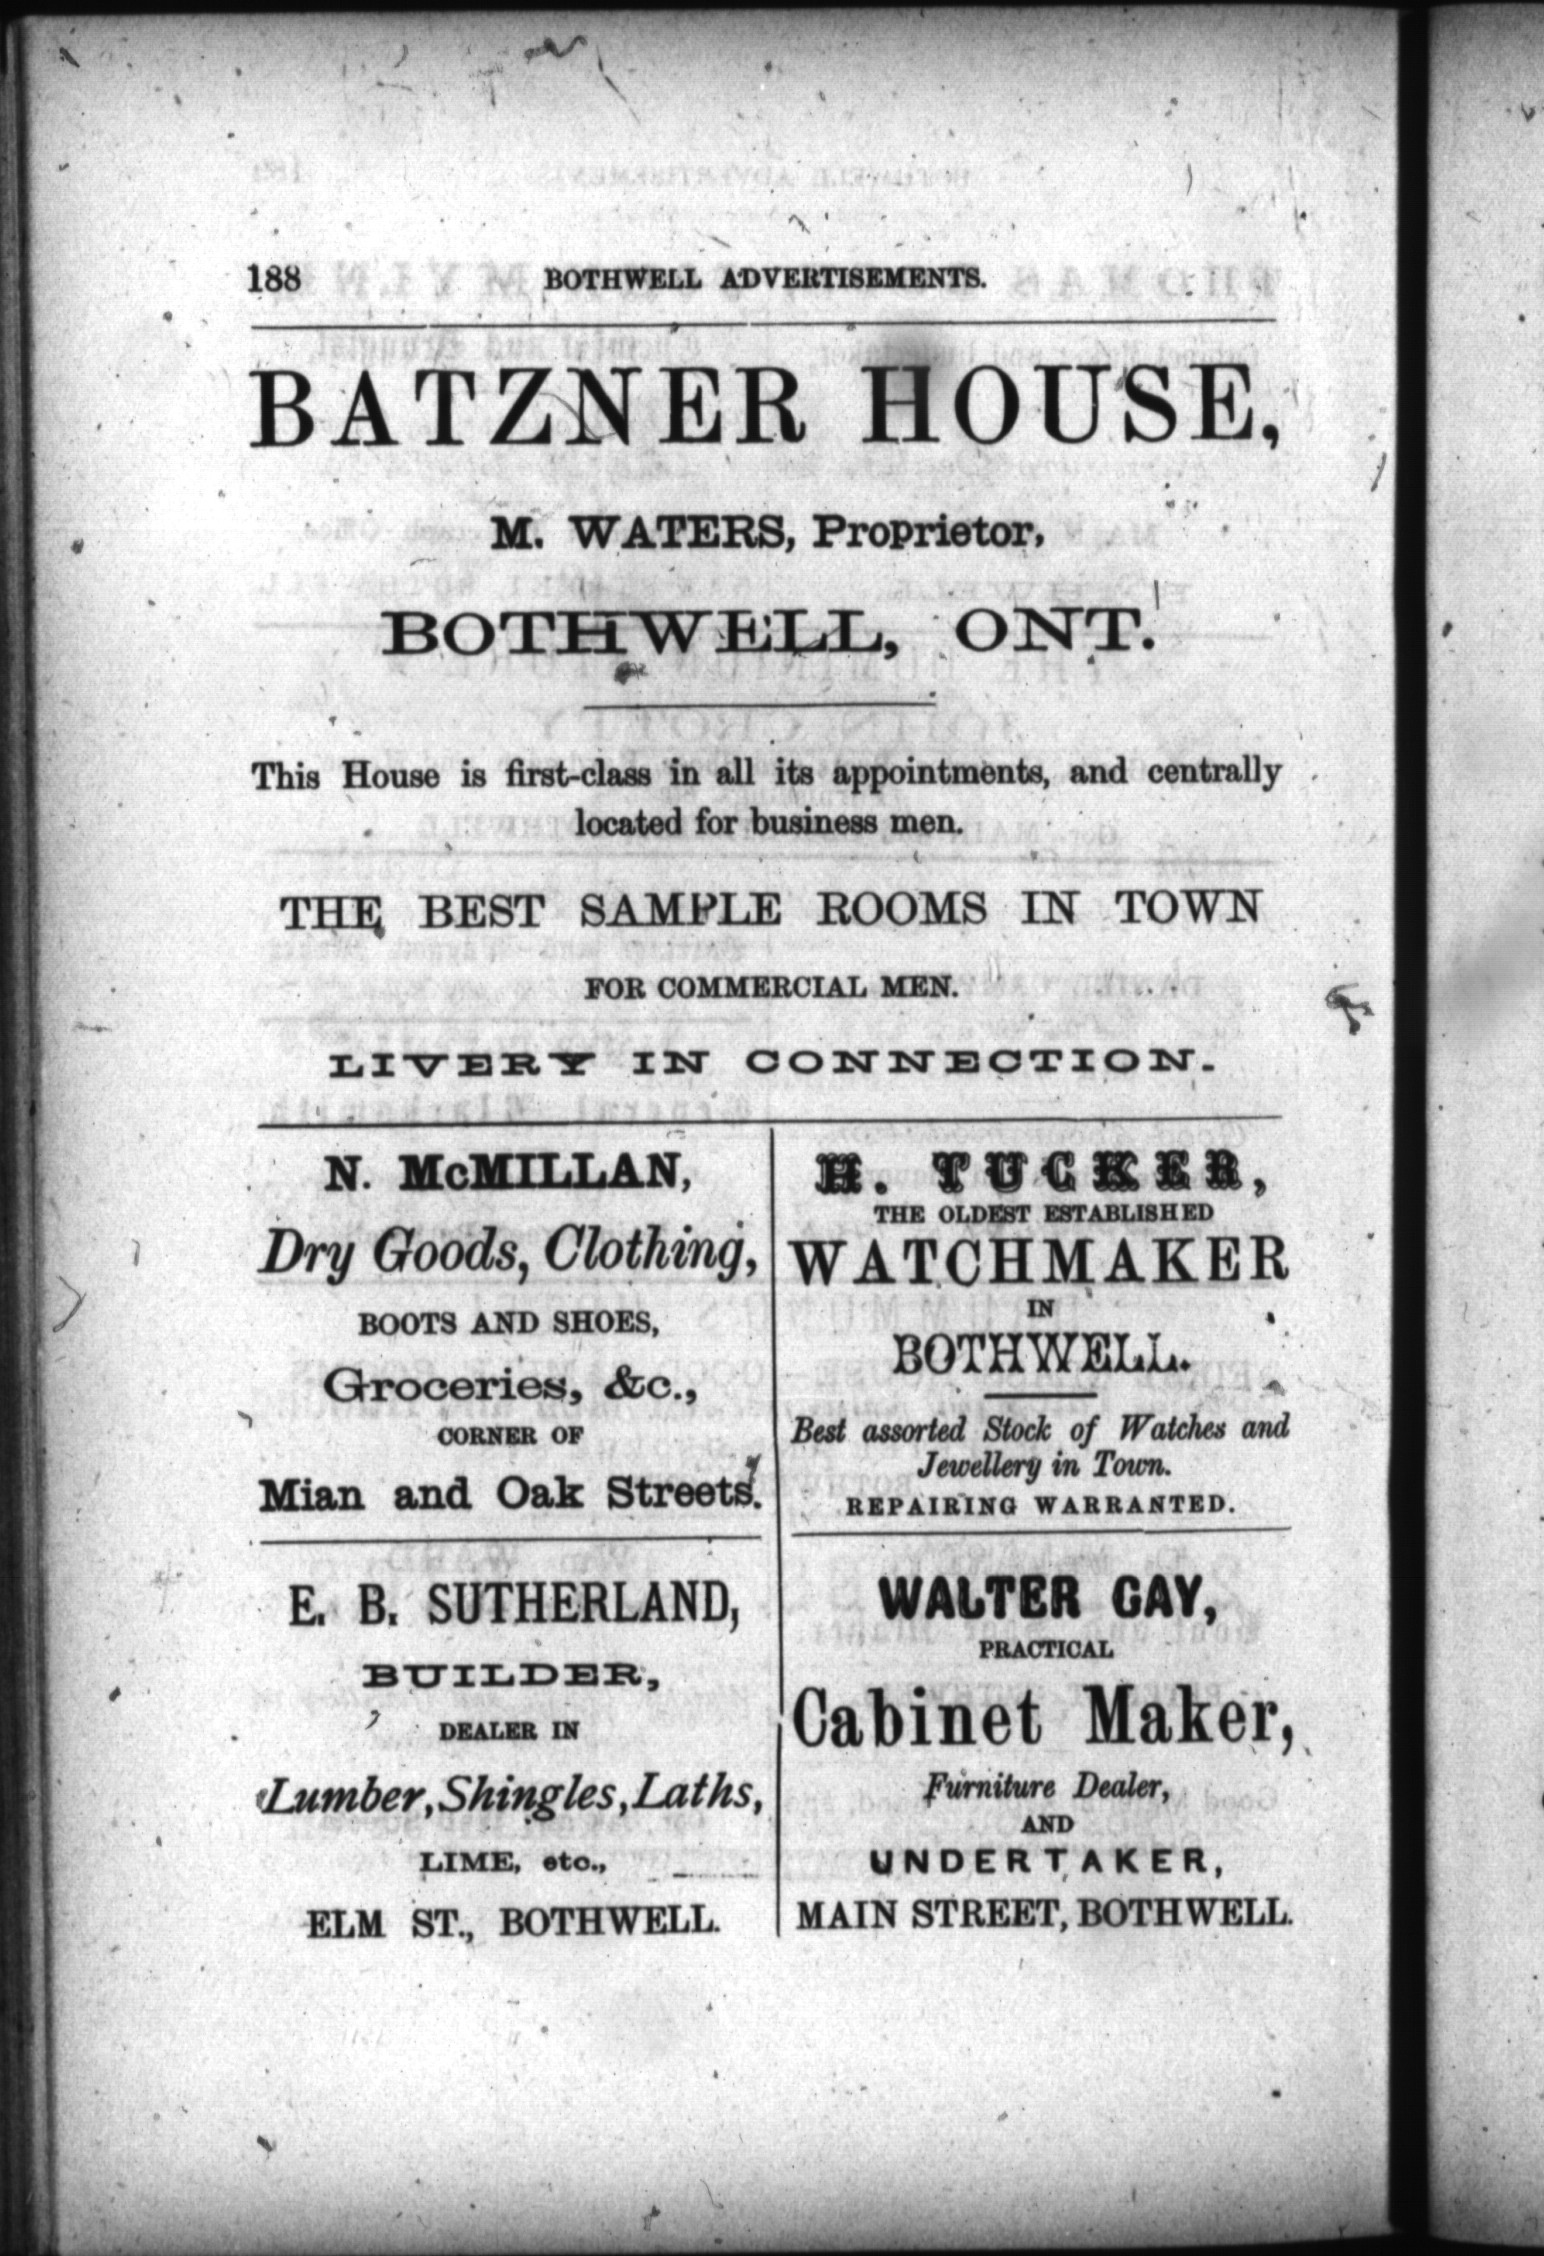 188
BOTHWELL ADVERTISEMENTS.
BATZNER HOUSE,
M. WATERS, Proprietor,
BOTHWELL, ONT.
This House is first-class in all its appointments, and centrally
located for business men.
THE BEST SAMPLE ROOMS IN TOWN
FOR COMMERCIAL MEN.
LIVERY IN CONNECTION.
N. McMILLAN,
Dry Goods, Clothing,
BOOTS AND SHOES,
Groceries, &c.,
CORNER OF
Mian and Oak Streets.
H. TUCKER,
THE OLDEST ESTABLISHED
WATCHMAKER
IN
BOTHWELL.
Best assorted Stock of Watches and
Jewellery in Town.
REPAIRING WARRANTED.
E. B. SUTHERLAND,
BUILDER,
DEALER IN
Lumber, Shingles, Laths,
LIME, etc.,
ELM ST., BOTHWELL.
WALTER GAY,
PRACTICAL
Cabinet Maker,
Furniture Dealer,
AND
UNDERTAKER,
MAIN STREET, BOTHWELL.